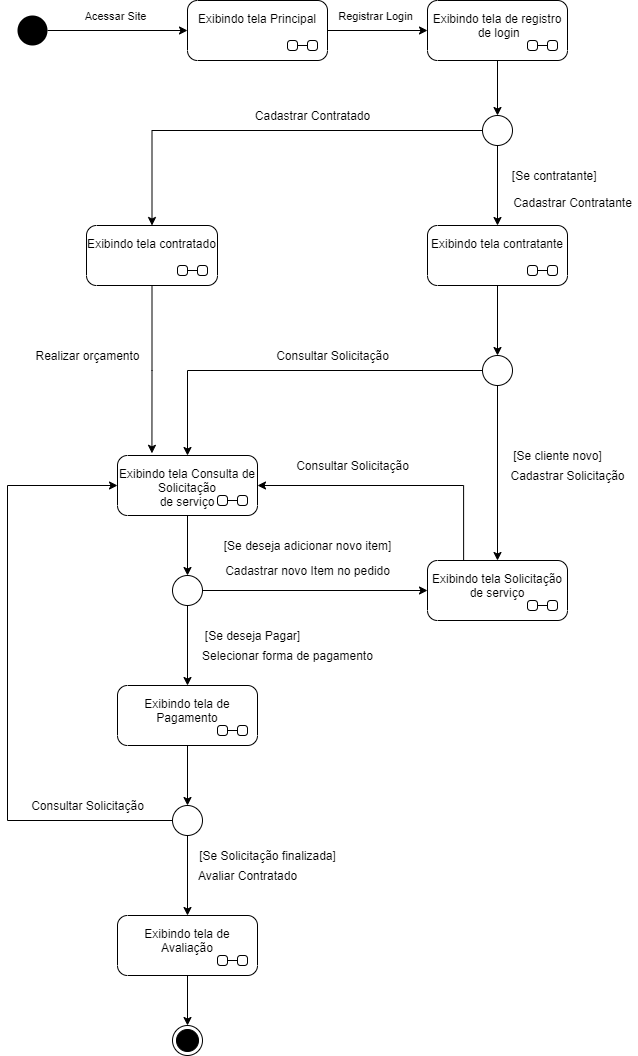 Acessar Site
Exibindo tela Principal
Registrar Login
Exibindo tela de registro
de login
Cadastrar Contratado
[Se contratante]
Cadastrar Contratante
Exibindo tela contratado
Exibindo tela contratante
Realizar orçamento
Consultar Solicitação
[Se cliente novo]
Cadastrar Solicitação
Exibindo tela Consulta de
Solicitação
de serviço
Consultar Solicitação
[Se deseja adicionar novo item]
Cadastrar novo Item no pedido
Exibindo tela Solicitação
de serviço
[Se deseja Pagar]
Selecionar forma de pagamento
Exibindo tela de
Pagamento
Consultar Solicitação
[Se Solicitação finalizada]
Avaliar Contratado
Exibindo tela de
Avaliação